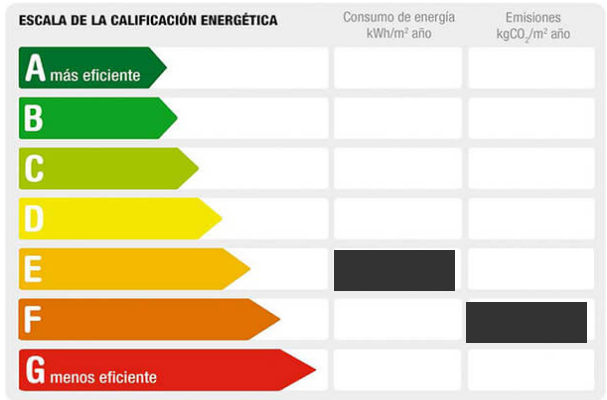 ESCALA DE LA CALIFICACIÓN ENERGÉTICA
Consumo de energía
kWh/m² año
Emisiones
kgCO₂/m² año
A más eficiente
B
C
D
E
F
G menos eficiente